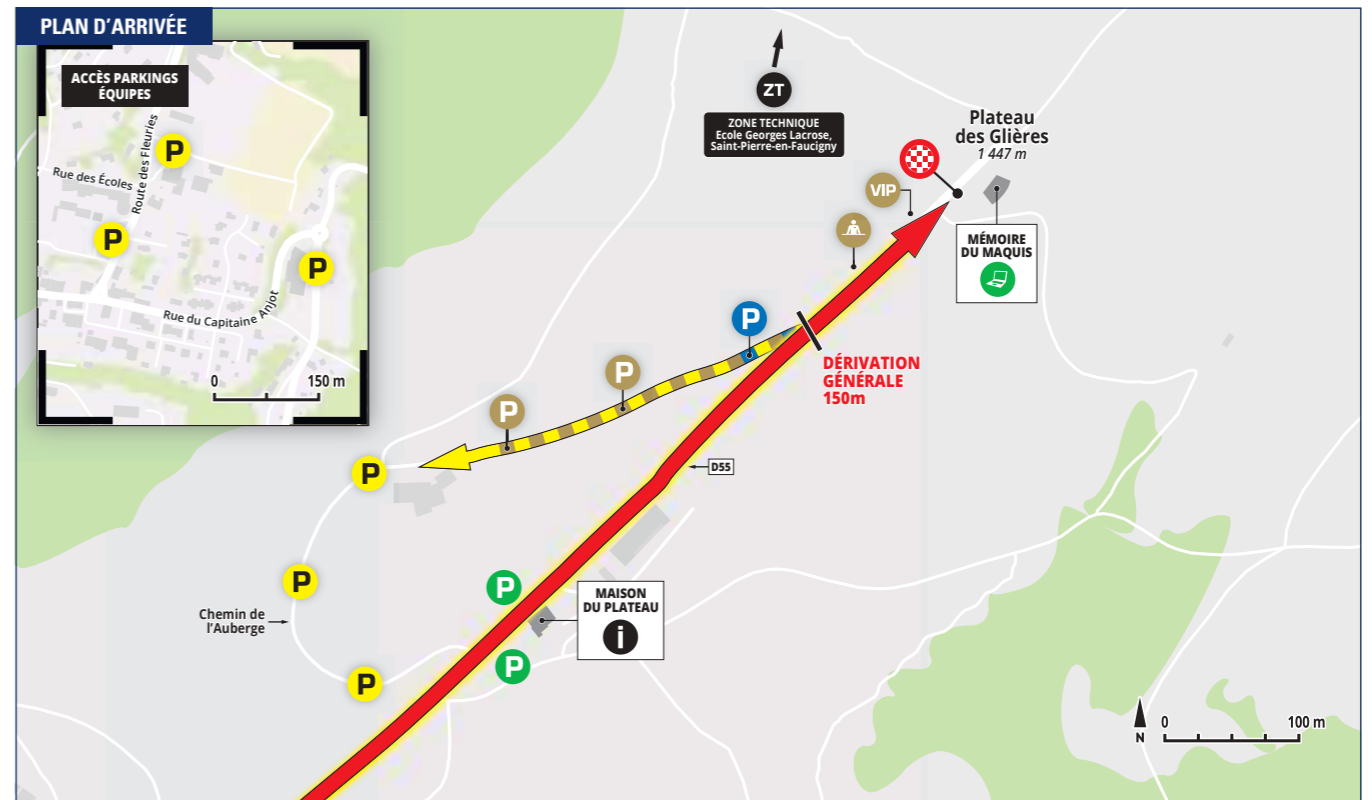 PLAN D'ARRIVÉE
ACCÈS PARKINGS
ÉQUIPES
P
Route des Fleuries
Rue des Écoles
P
P
Rue du Capitaine Anjot
0
150 m
ZT
ZONE TECHNIQUE
Ecole Georges Lacrose,
Saint-Pierre-en-Faucigny
Plateau
des Glières
1 447 m
VIP
MÉMOIRE
DU MAQUIS
P
DÉRIVATION
GÉNÉRALE
150m
P
P
P
D55
P
P
MAISON
DU PLATEAU
i
Chemin de
l'Auberge
P
P
N
0
100 m